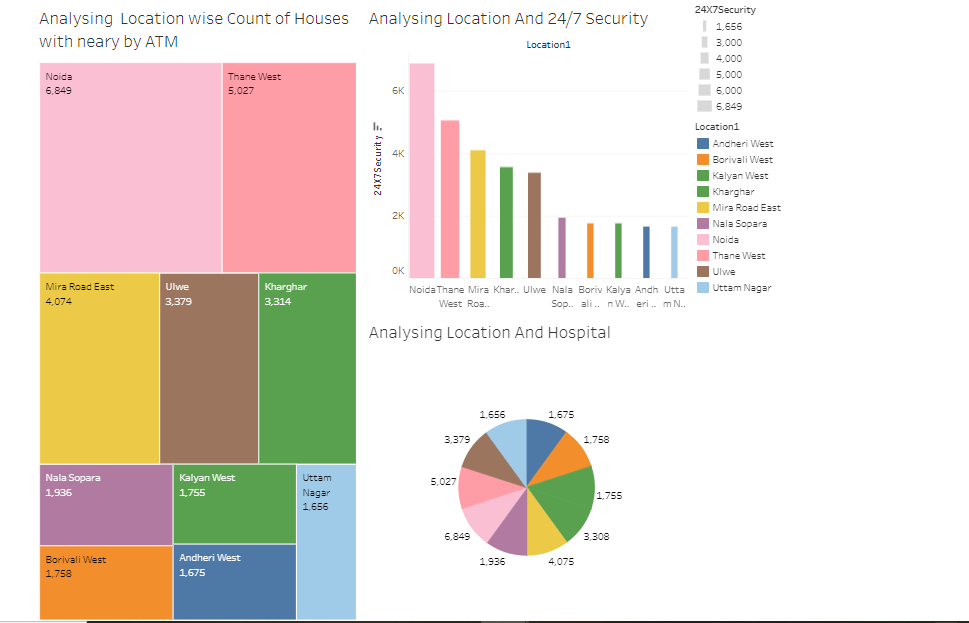 Analysing  Location wise Count of Houses
with neary by ATM
Noida
6,849
Thane West
5,027
Mira Road East
4,074
Ulwe
3,379
Kharghar
3,314
Nala Sopara
1,936
Kalyan West
1,755
Uttam
Nagar
1,656
Borivali West
1,758
Andheri West
1,675
Analysing Location And 24/7 Security
Location1
24X7Security
6K
4K
2K
0K
Noida Thane Mira Khar.. Ulwe Nala Boriv Kalya Andh Utta
West Roa.. Sop.. ali .. n W.. eri .. m N..
Analysing Location And Hospital
1,656
1,675
3,379
1,758
5,027
1,755
6,849
3,308
1,936
4,075
24X7Security
1,656
3,000
4,000
5,000
6,000
6,849
Location1
Andheri West
Borivali West
Kalyan West
Kharghar
Mira Road East
Nala Sopara
Noida
Thane West
Ulwe
Uttam Nagar